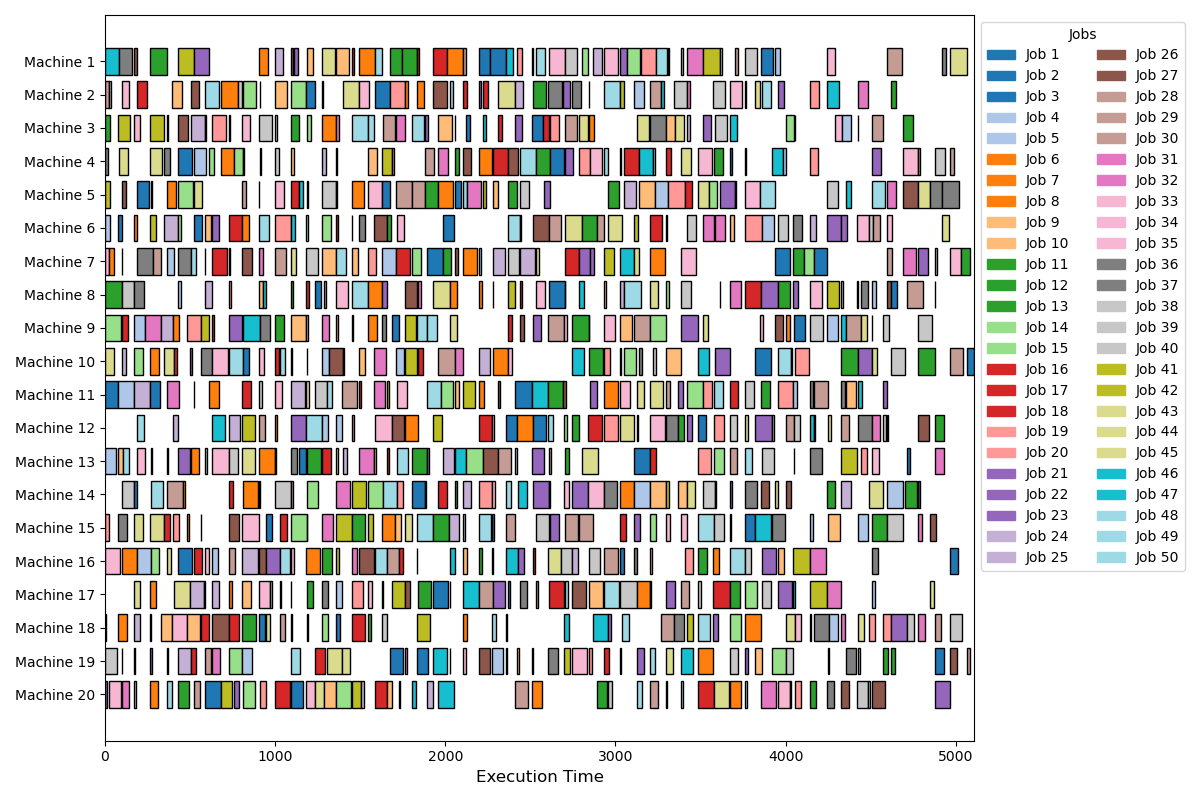 Machine 1
Machine 2
Machine 3
Machine 4
Machine 5
Machine 6
Machine 7
Machine 8
Machine 9
Machine 10
Machine 11
Machine 12
Machine 13
Machine 14
Machine 15
Machine 16
Machine 17
Machine 18
Machine 19
Machine 20
0 1000 2000 3000 4000 5000
Execution Time
Jobs
Job 1
Job 2
Job 3
Job 4
Job 5
Job 6
Job 7
Job 8
Job 9
Job 10
Job 11
Job 12
Job 13
Job 14
Job 15
Job 16
Job 17
Job 18
Job 19
Job 20
Job 21
Job 22
Job 23
Job 24
Job 25
Job 26
Job 27
Job 28
Job 29
Job 30
Job 31
Job 32
Job 33
Job 34
Job 35
Job 36
Job 37
Job 38
Job 39
Job 40
Job 41
Job 42
Job 43
Job 44
Job 45
Job 46
Job 47
Job 48
Job 49
Job 50